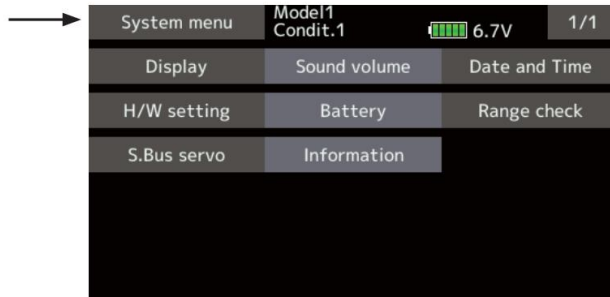 System menu
Model1
Condit.1
6.7V
1/1
Display Sound volume Date and Time
H/W setting Battery Range check
S.Bus servo Information